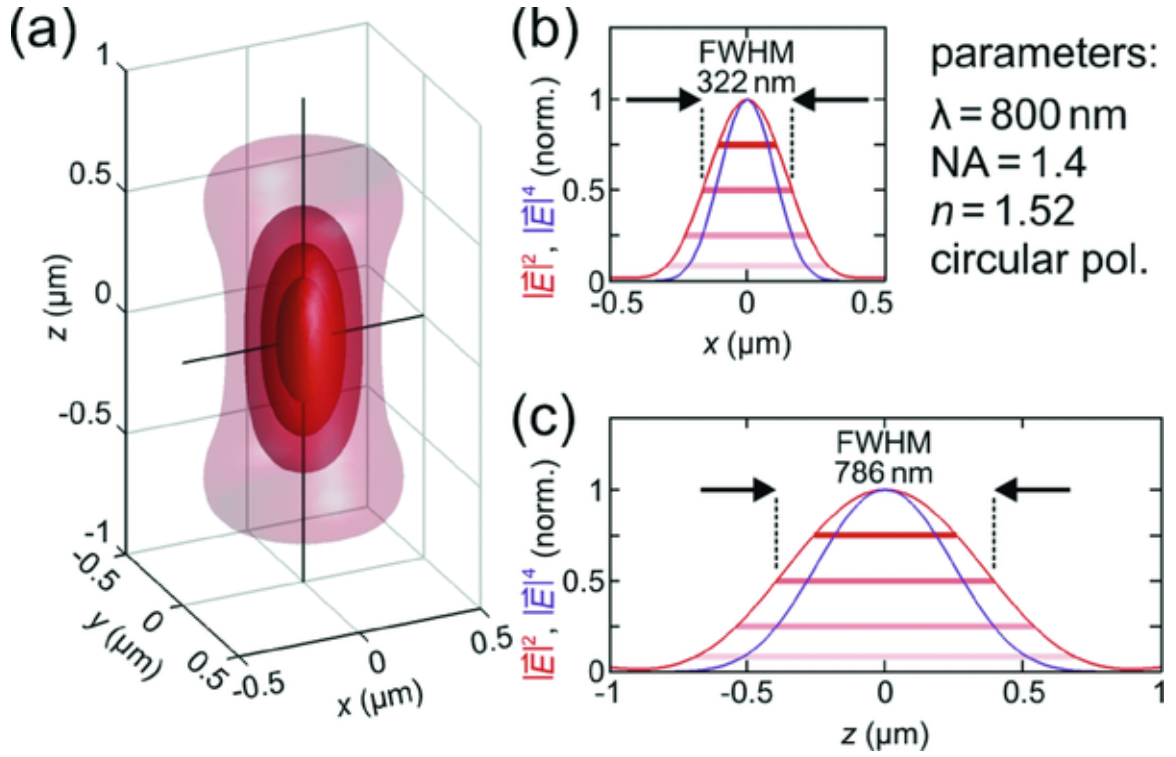 (a)
1
0.5
0
-0.5
-1
z (μm)
-0.5
0
0.5
y (μm)
-0.5
0
0.5
x (μm)
(b)
FWHM
322 nm
1
0.5
0
|E⃗|², |E⃗|⁴ (norm.)
-0.5
0
0.5
x (μm)
parameters:
λ = 800 nm
NA = 1.4
n = 1.52
circular pol.
(c)
FWHM
786 nm
1
0.5
0
|E⃗|², |E⃗|⁴ (norm.)
-1
-0.5
0
0.5
1
z (μm)